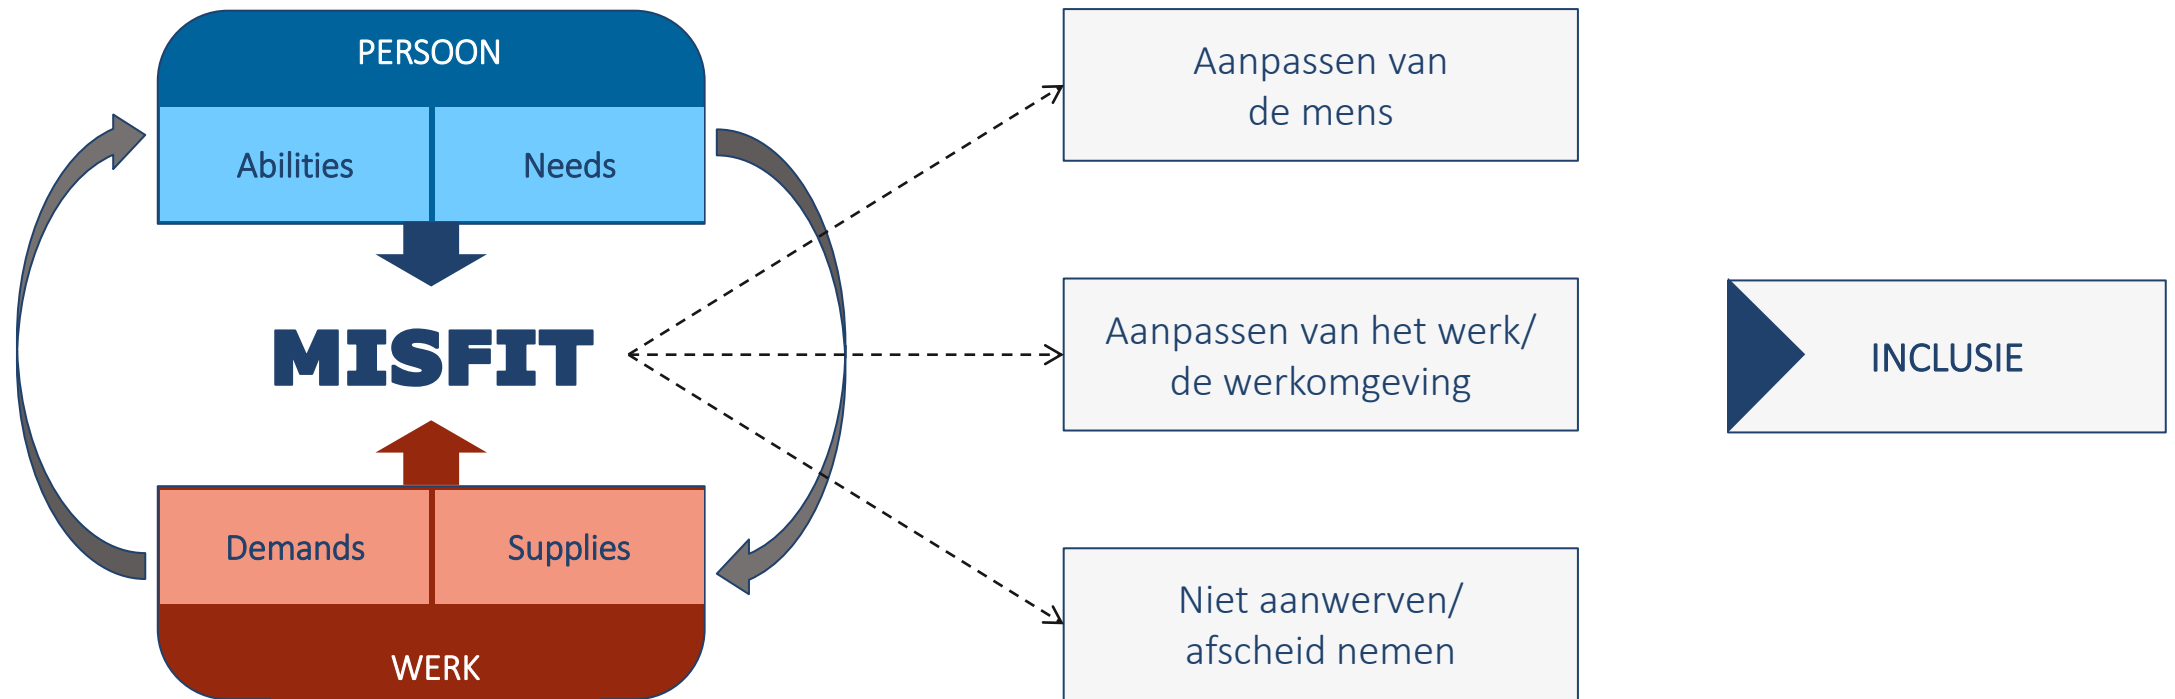 PERSOON
Abilities
Needs
MISFIT
Demands
Supplies
WERK
Aanpassen van
de mens
Aanpassen van het werk/
de werkomgeving
Niet aanwerven/
afscheid nemen
INCLUSIE